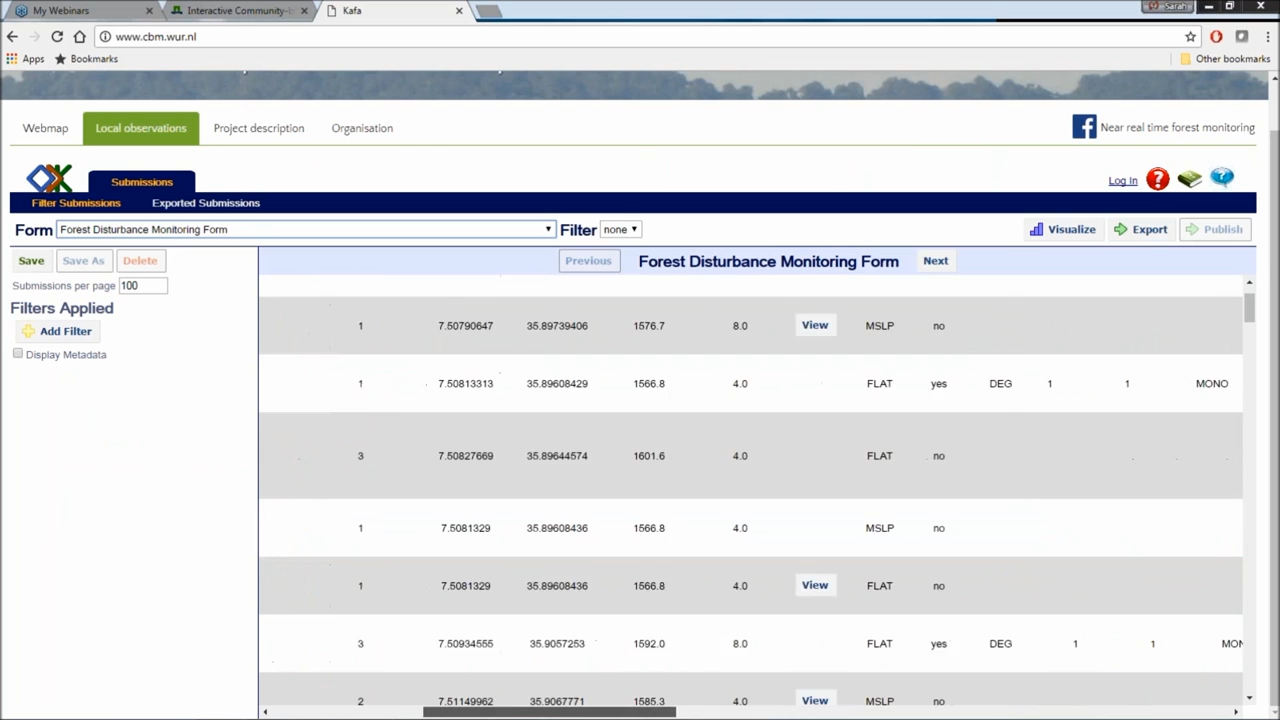 My Webinars
Interactive Community-b
Kafa
Sarah
www.cbm.wur.nl
Apps Bookmarks Other bookmarks
Webmap Local observations Project description Organisation Near real time forest monitoring
Submissions Log In
Filter Submissions Exported Submissions
Form Forest Disturbance Monitoring Form Filter none Visualize Export Publish
Save Save As Delete Previous Forest Disturbance Monitoring Form Next
Submissions per page 100
Filters Applied
Add Filter
Display Metadata
1 7.50790647 35.89739406 1576.7 8.0 View MSLP no
1 7.50813313 35.89608429 1566.8 4.0 FLAT yes DEG 1 1 MONO
3 7.50827669 35.89644574 1601.6 4.0 FLAT no
1 7.5081329 35.89608436 1566.8 4.0 MSLP no
1 7.5081329 35.89608436 1566.8 4.0 View FLAT no
3 7.50934555 35.9057253 1592.0 8.0 FLAT yes DEG 1 1 MON
2 7.51149962 35.9067771 1585.3 4.0 View MSLP no